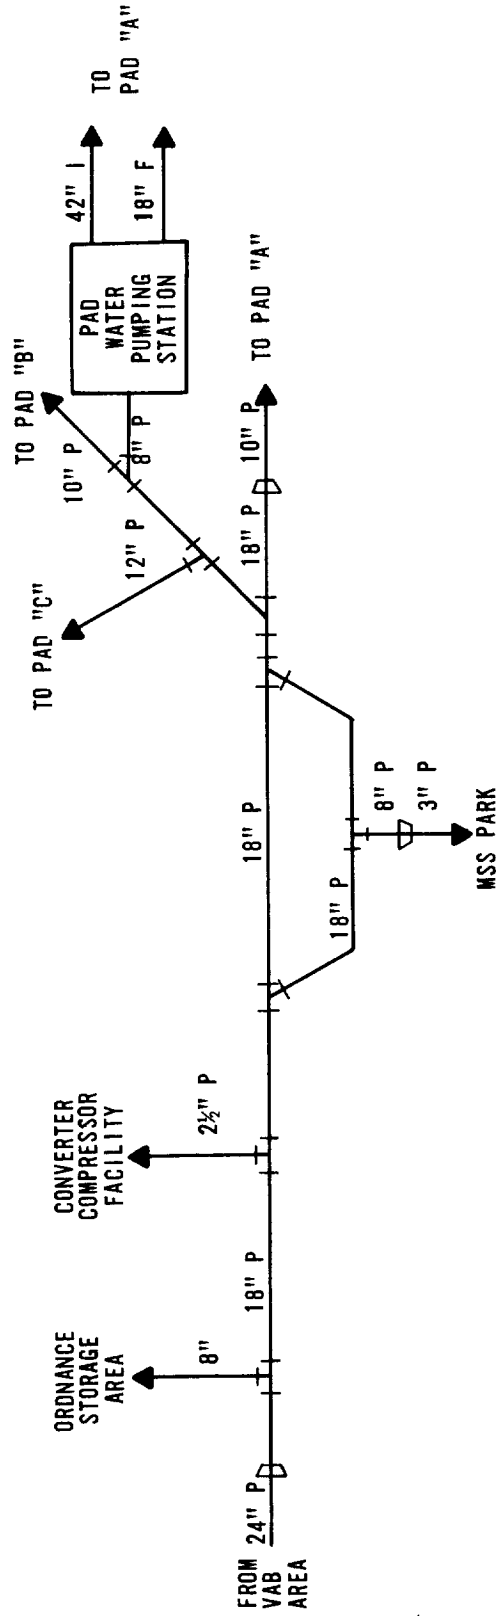 FROM
VAB
AREA
24" P
ORDNANCE
STORAGE
AREA
8"
18" P
CONVERTER
COMPRESSOR
FACILITY
2½" P
18" P
18" P
8" P
3" P
MSS PARK
TO PAD "C"
12" P
TO PAD "B"
10" P
8" P
18" P
10" P
TO PAD "A"
PAD
WATER
PUMPING
STATION
42" I
18" F
TO
PAD "A"